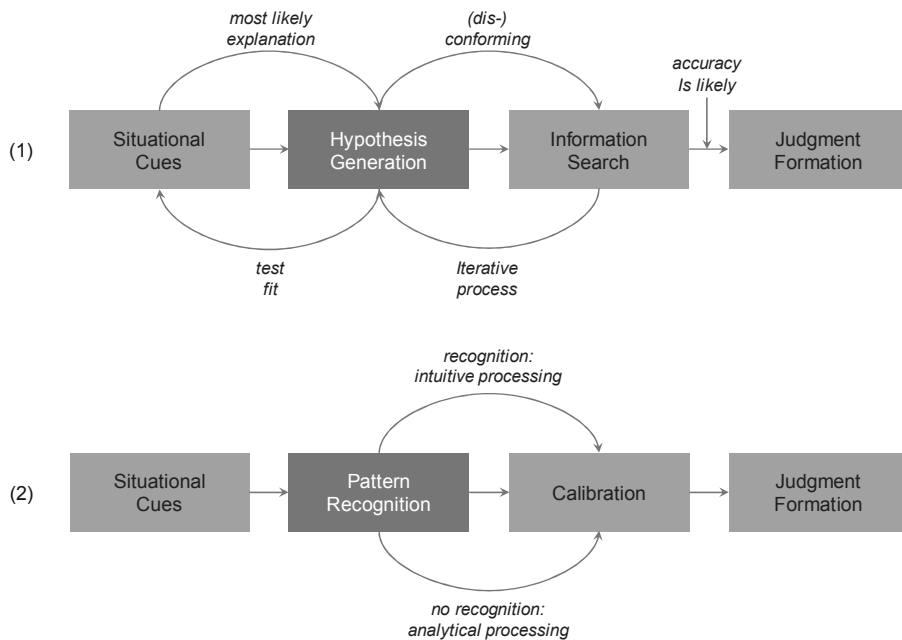 most likely
explanation
(dis-)
conforming
accuracy
Is likely
(1)
Situational
Cues
Hypothesis
Generation
Information
Search
Judgment
Formation
test
fit
Iterative
process
recognition:
intuitive processing
(2)
Situational
Cues
Pattern
Recognition
Calibration
Judgment
Formation
no recognition:
analytical processing